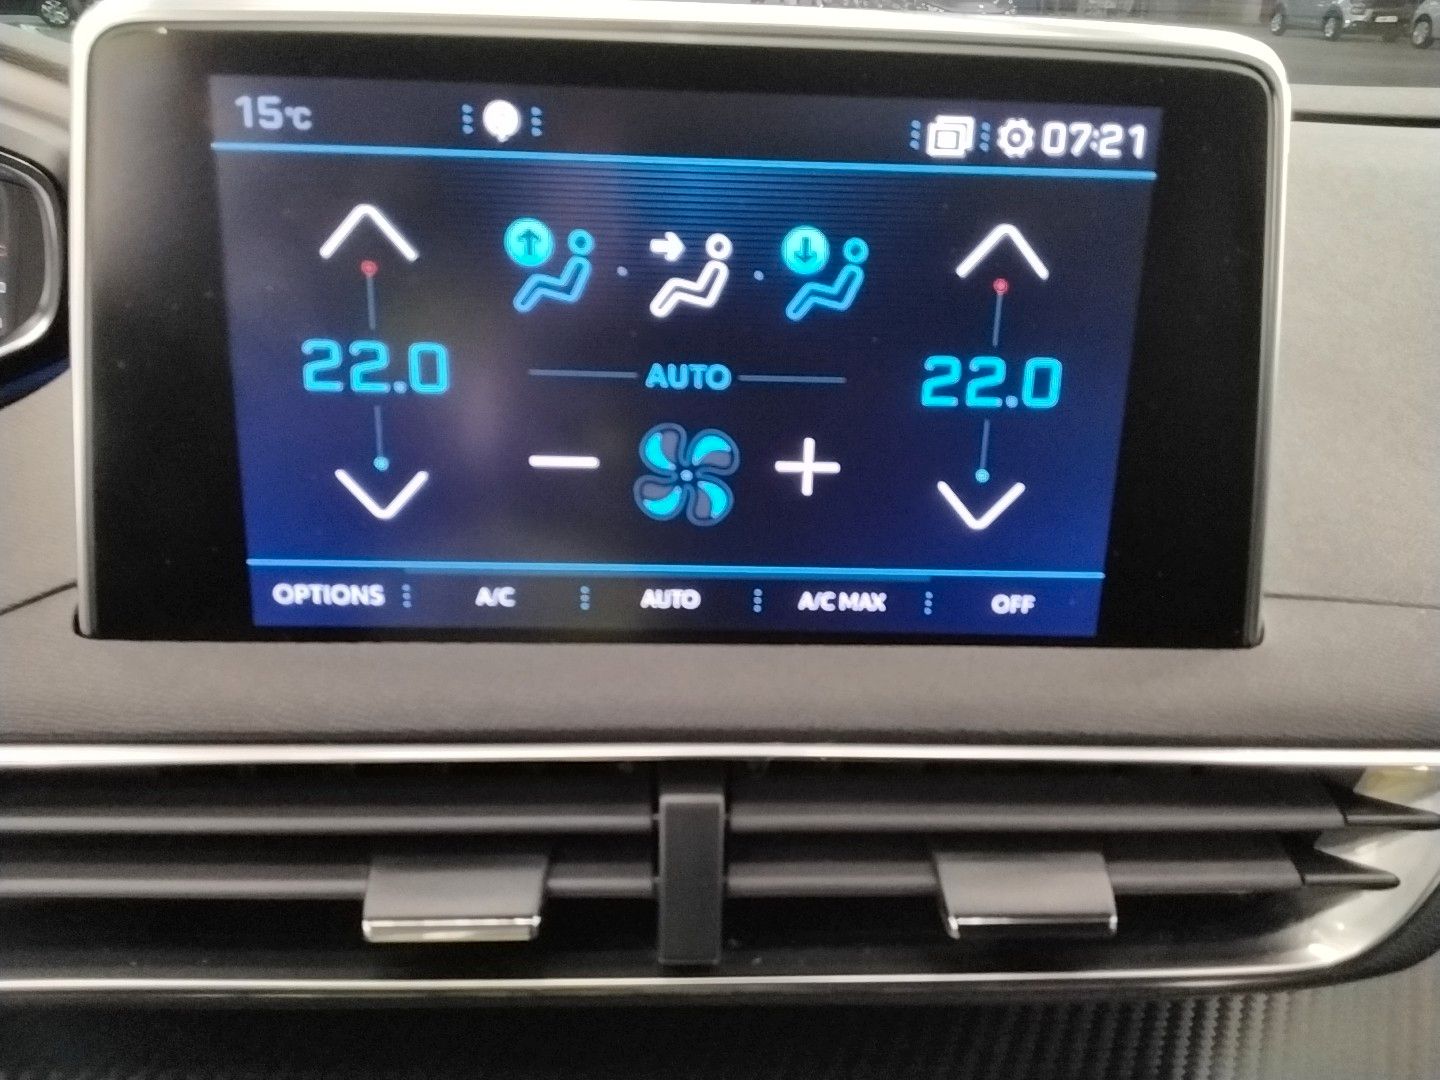 15°C 07:21
22.0 AUTO 22.0
OPTIONS A/C AUTO A/C MAX OFF